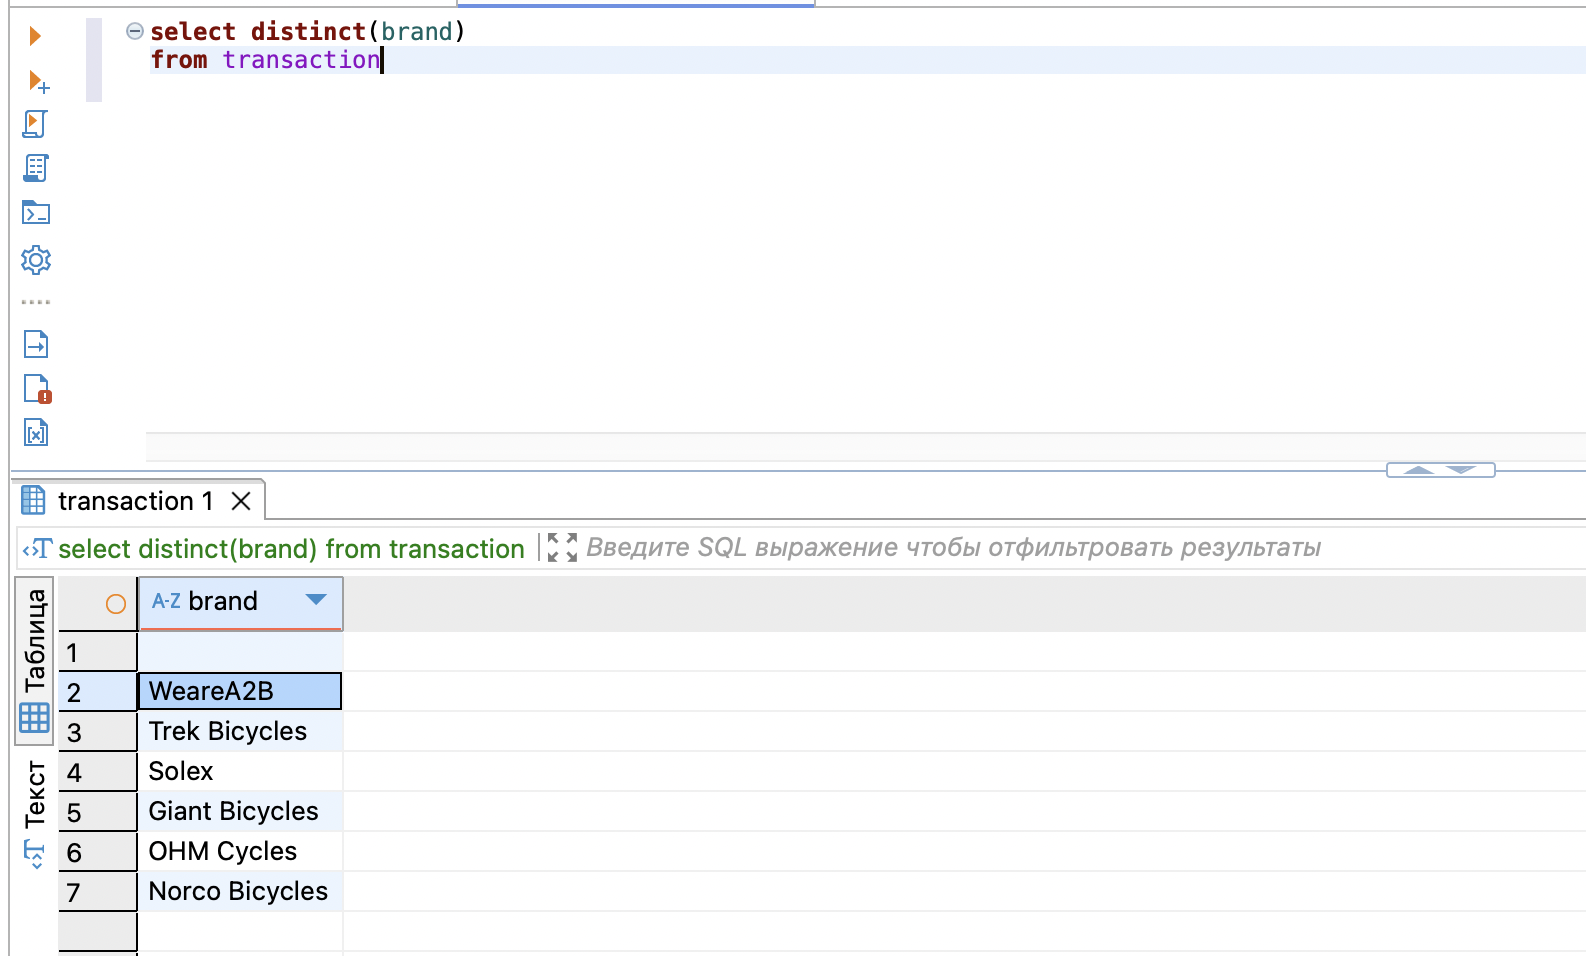 select distinct(brand)
from transaction
transaction 1
select distinct(brand) from transaction
Введите SQL выражение чтобы отфильтровать результаты
Таблица
Текст
A-Z brand
1
2 WeareA2B
3 Trek Bicycles
4 Solex
5 Giant Bicycles
6 OHM Cycles
7 Norco Bicycles